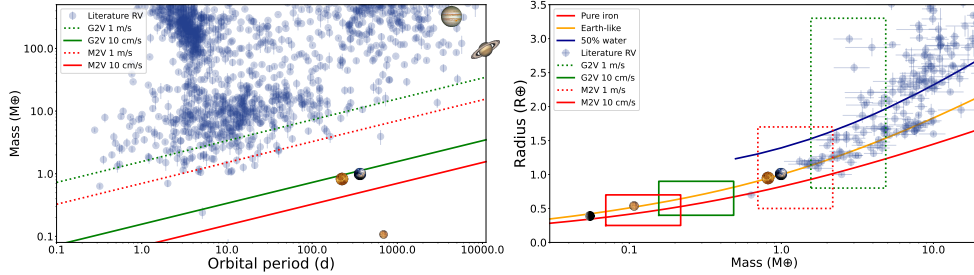 Literature RV
G2V 1 m/s
G2V 10 cm/s
M2V 1 m/s
M2V 10 cm/s
100.0
10.0
1.0
0.1
Mass (M⊕)
0.1
1.0
10.0
100.0
1000.0
10000.0
Orbital period (d)
Pure iron
Earth-like
50% water
Literature RV
G2V 1 m/s
G2V 10 cm/s
M2V 1 m/s
M2V 10 cm/s
3.5
3.0
2.5
2.0
1.5
1.0
0.5
0.0
Radius (R⊕)
0.1
1.0
10.0
Mass (M⊕)